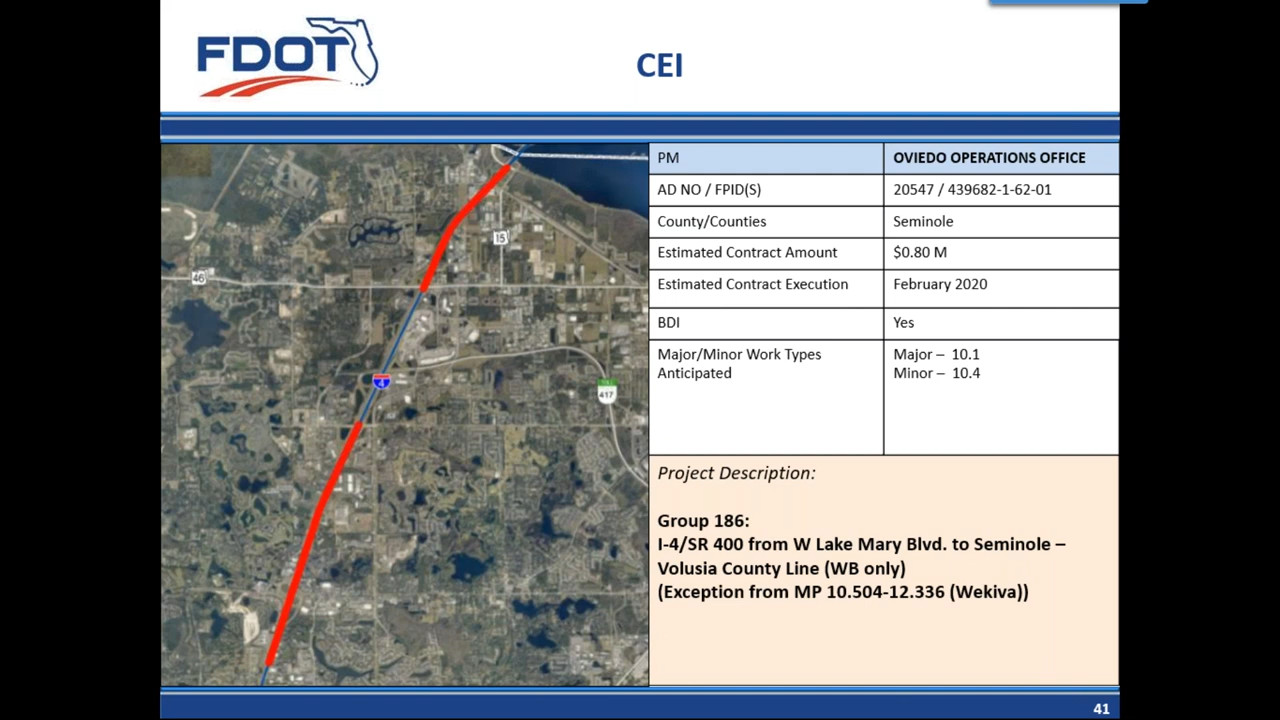 FDOT
CEI
46
15
4
417
PM OVIEDO OPERATIONS OFFICE
AD NO / FPID(S) 20547 / 439682-1-62-01
County/Counties Seminole
Estimated Contract Amount $0.80 M
Estimated Contract Execution February 2020
BDI Yes
Major/Minor Work Types Major – 10.1
Anticipated Minor – 10.4
Project Description:
Group 186:
I-4/SR 400 from W Lake Mary Blvd. to Seminole –
Volusia County Line (WB only)
(Exception from MP 10.504-12.336 (Wekiva))
41